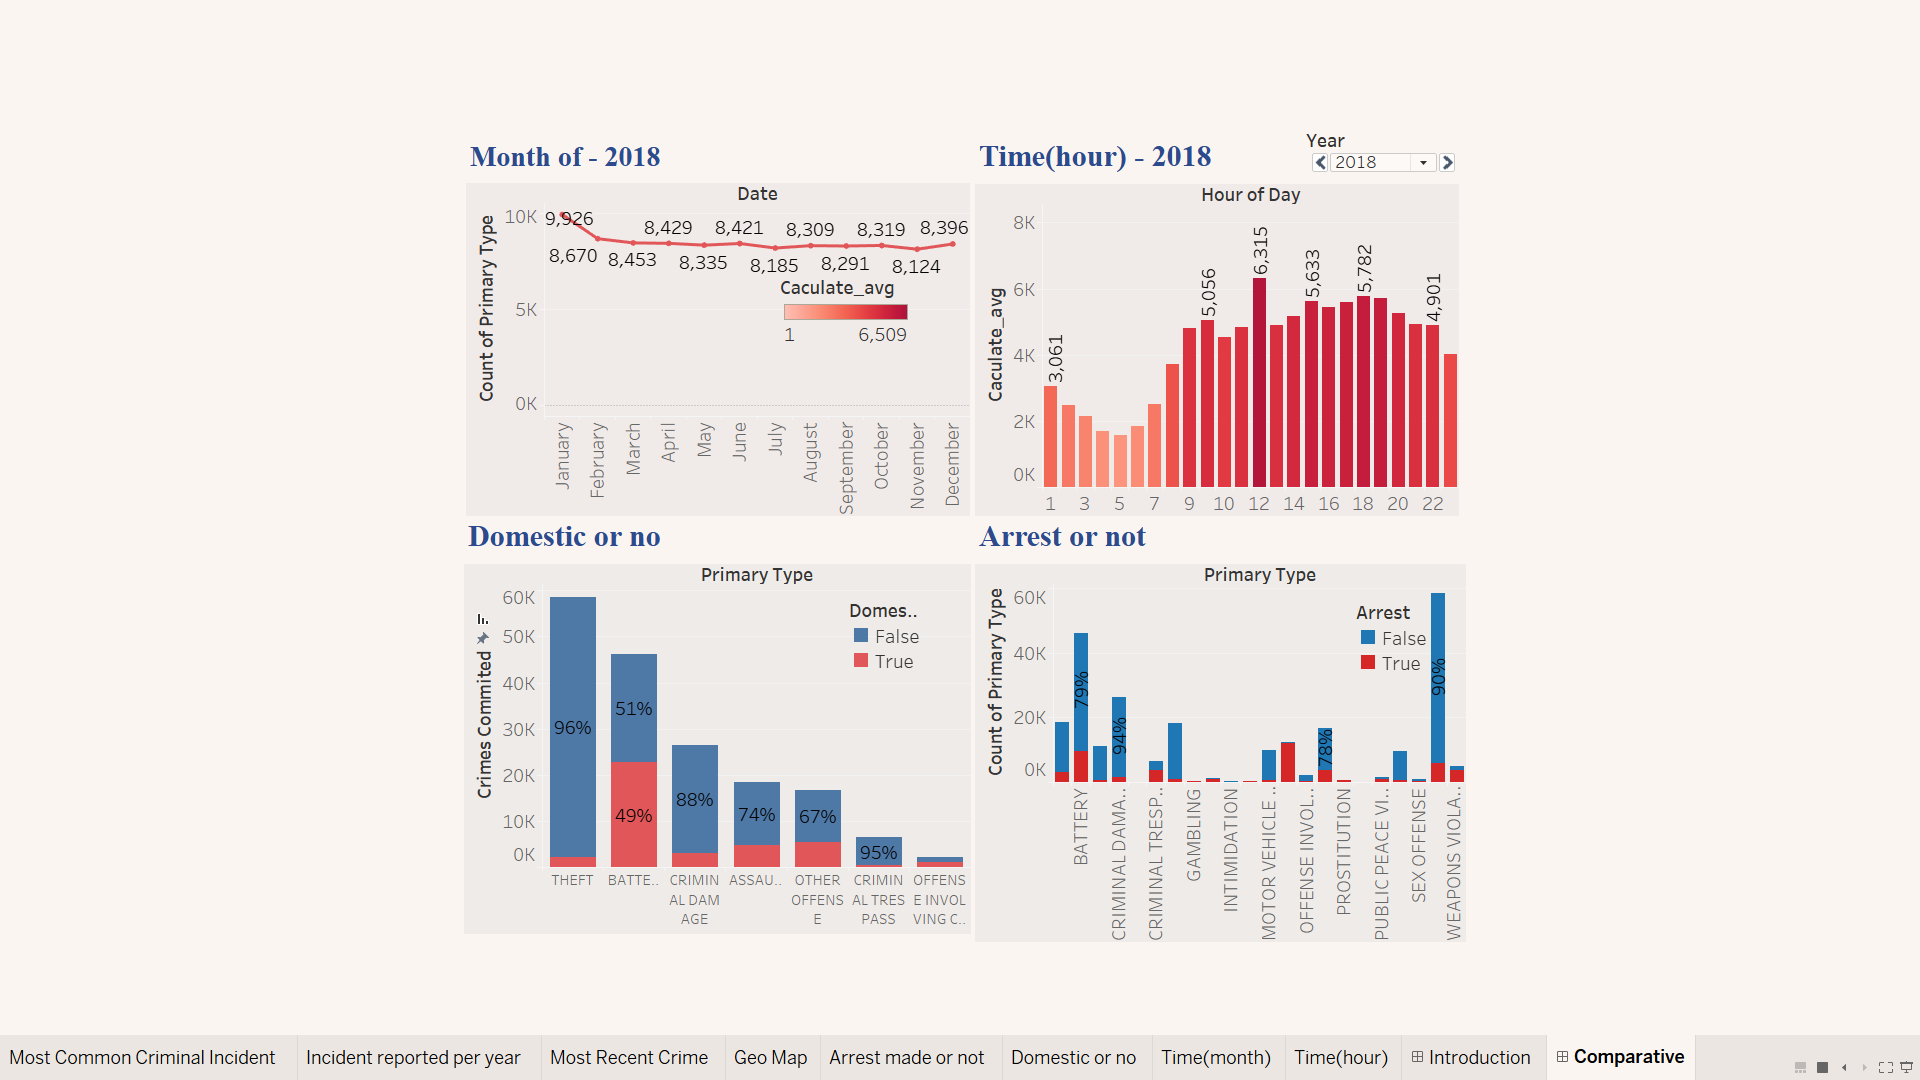 Month of - 2018
Date
Count of Primary Type
10K
5K
0K
9,926
8,670
8,453
8,429
8,335
8,421
8,185
8,309
8,291
8,319
8,124
8,396
Caculate_avg
1 6,509
January
February
March
April
May
June
July
August
September
October
November
December
Time(hour) - 2018
Year
2018
Hour of Day
Caculate_avg
8K
6K
4K
2K
0K
3,061
5,056
6,315
5,633
5,782
4,901
1 3 5 7 9 10 12 14 16 18 20 22
Domestic or no
Primary Type
Crimes Commited
60K
50K
40K
30K
20K
10K
0K
96%
51%
49%
88%
74%
67%
95%
Domes..
False
True
THEFT
BATTE..
CRIMIN
AL DAM
AGE
ASSAU..
OTHER
OFFENS
E
CRIMIN
AL TRES
PASS
OFFENS
E INVOL
VING C..
Arrest or not
Primary Type
Count of Primary Type
60K
40K
20K
0K
79%
94%
78%
90%
Arrest
False
True
BATTERY
CRIMINAL DAMA..
CRIMINAL TRESP..
GAMBLING
INTIMIDATION
MOTOR VEHICLE ..
OFFENSE INVOL..
PROSTITUTION
PUBLIC PEACE VI..
SEX OFFENSE
WEAPONS VIOLA..
Most Common Criminal Incident
Incident reported per year
Most Recent Crime
Geo Map
Arrest made or not
Domestic or no
Time(month)
Time(hour)
Introduction
Comparative